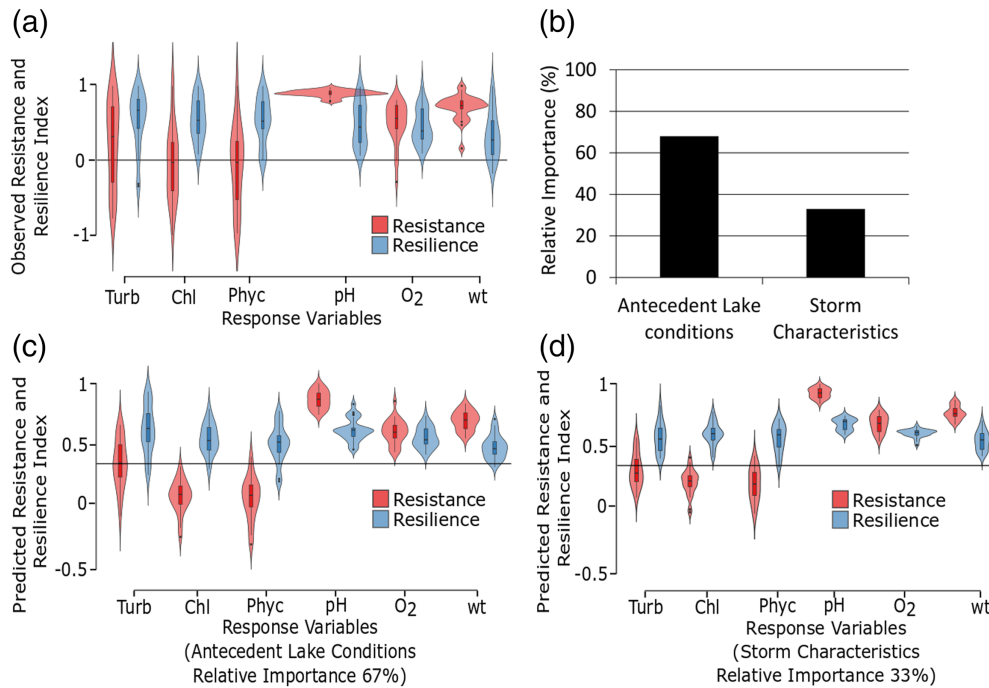 (a)
Observed Resistance and
Resilience Index
1
0
-1
Resistance
Resilience
Turb Chl Phyc pH O2 wt
Response Variables
(b)
Relative Importance (%)
100
80
60
40
20
0
Antecedent Lake
conditions
Storm
Characteristics
(c)
Predicted Resistance and
Resilience Index
1
0.5
0
-0.5
Resistance
Resilience
Turb Chl Phyc pH O2 wt
Response Variables
(Antecedent Lake Conditions
Relative Importance 67%)
(d)
Predicted Resistance and
Resilience Index
1
0.5
0
-0.5
Resistance
Resilience
Turb Chl Phyc pH O2 wt
Response Variables
(Storm Characteristics
Relative Importance 33%)